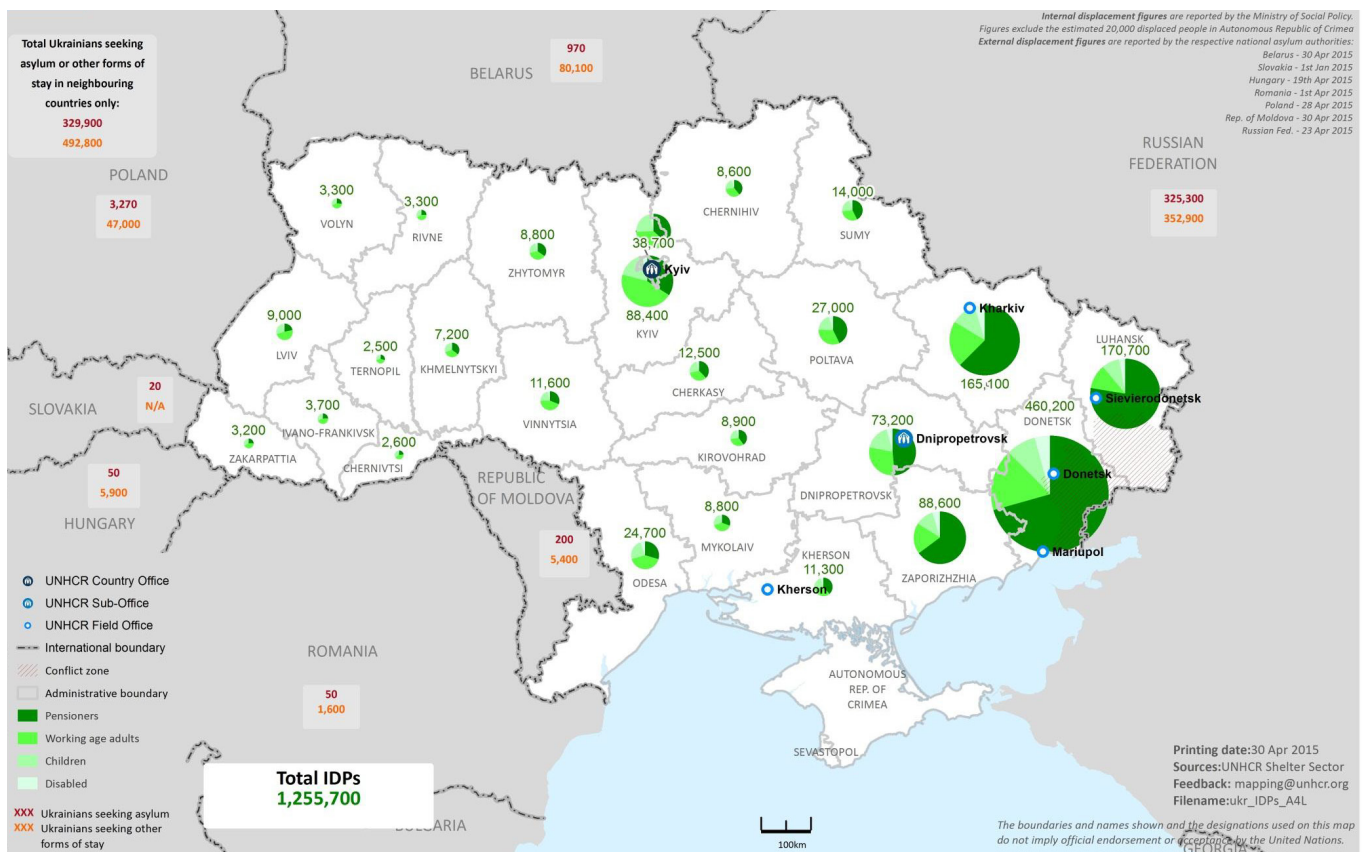 Total Ukrainians seeking
asylum or other forms of
stay in neighbouring
countries only:
329,900
492,800
Internal displacement figures are reported by the Ministry of Social Policy.
Figures exclude the estimated 20,000 displaced people in Autonomous Republic of Crimea
External displacement figures are reported by the respective national asylum authorities:
Belarus - 30 Apr 2015
Slovakia - 1st Jan 2015
Hungary - 19th Apr 2015
Romania - 1st Apr 2015
Poland - 28 Apr 2015
Rep. of Moldova - 30 Apr 2015
Russian Fed. - 23 Apr 2015
BELARUS
970
80,100
RUSSIAN
FEDERATION
325,300
352,900
POLAND
3,270
47,000
3,300
VOLYN
3,300
RIVNE
8,800
ZHYTOMYR
38,700
Kyiv
88,400
KYIV
8,600
CHERNIHIV
14,000
SUMY
9,000
LVIV
2,500
TERNOPIL
7,200
KHMELNYTSKYI
11,600
VINNYTSIA
12,500
CHERKASY
27,000
POLTAVA
Kharkiv
165,100
LUHANSK
170,700
Sievierodonetsk
SLOVAKIA
20
N/A
3,700
IVANO-FRANKIVSK
3,200
ZAKARPATTIA
2,600
CHERNIVTSI
8,900
KIROVOHRAD
73,200
Dnipropetrovsk
DNIPROPETROVSK
460,200
DONETSK
Donetsk
Mariupol
50
5,900
HUNGARY
REPUBLIC
OF MOLDOVA
200
5,400
24,700
ODESA
8,800
MYKOLAIV
KHERSON
11,300
Kherson
88,600
ZAPORIZHZHIA
ROMANIA
50
1,600
AUTONOMOUS
REP. OF
CRIMEA
SEVASTOPOL
UNHCR Country Office
UNHCR Sub-Office
UNHCR Field Office
International boundary
Conflict zone
Administrative boundary
Pensioners
Working age adults
Children
Disabled
XXX Ukrainians seeking asylum
XXX Ukrainians seeking other
forms of stay
Total IDPs
1,255,700
BULGARIA
100km
Printing date:30 Apr 2015
Sources:UNHCR Shelter Sector
Feedback: mapping@unhcr.org
Filename:ukr_IDPs_A4L
The boundaries and names shown and the designations used on this map
do not imply official endorsement or acceptance by the United Nations.
GEORGIA